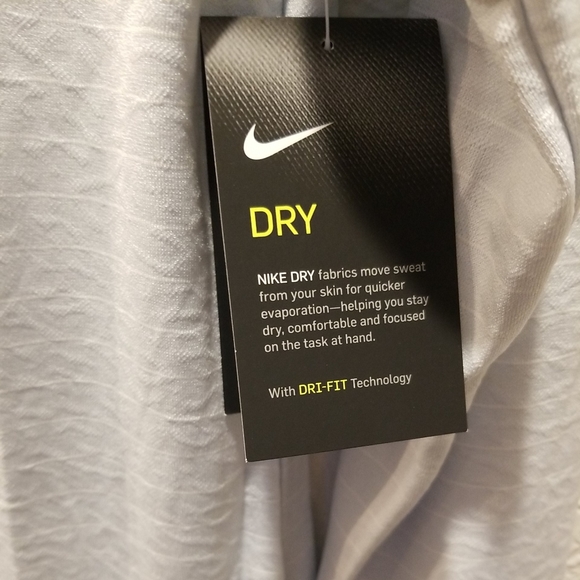 DRY
NIKE DRY fabrics move sweat
from your skin for quicker
evaporation—helping you stay
dry, comfortable and focused
on the task at hand.
With DRI-FIT Technology